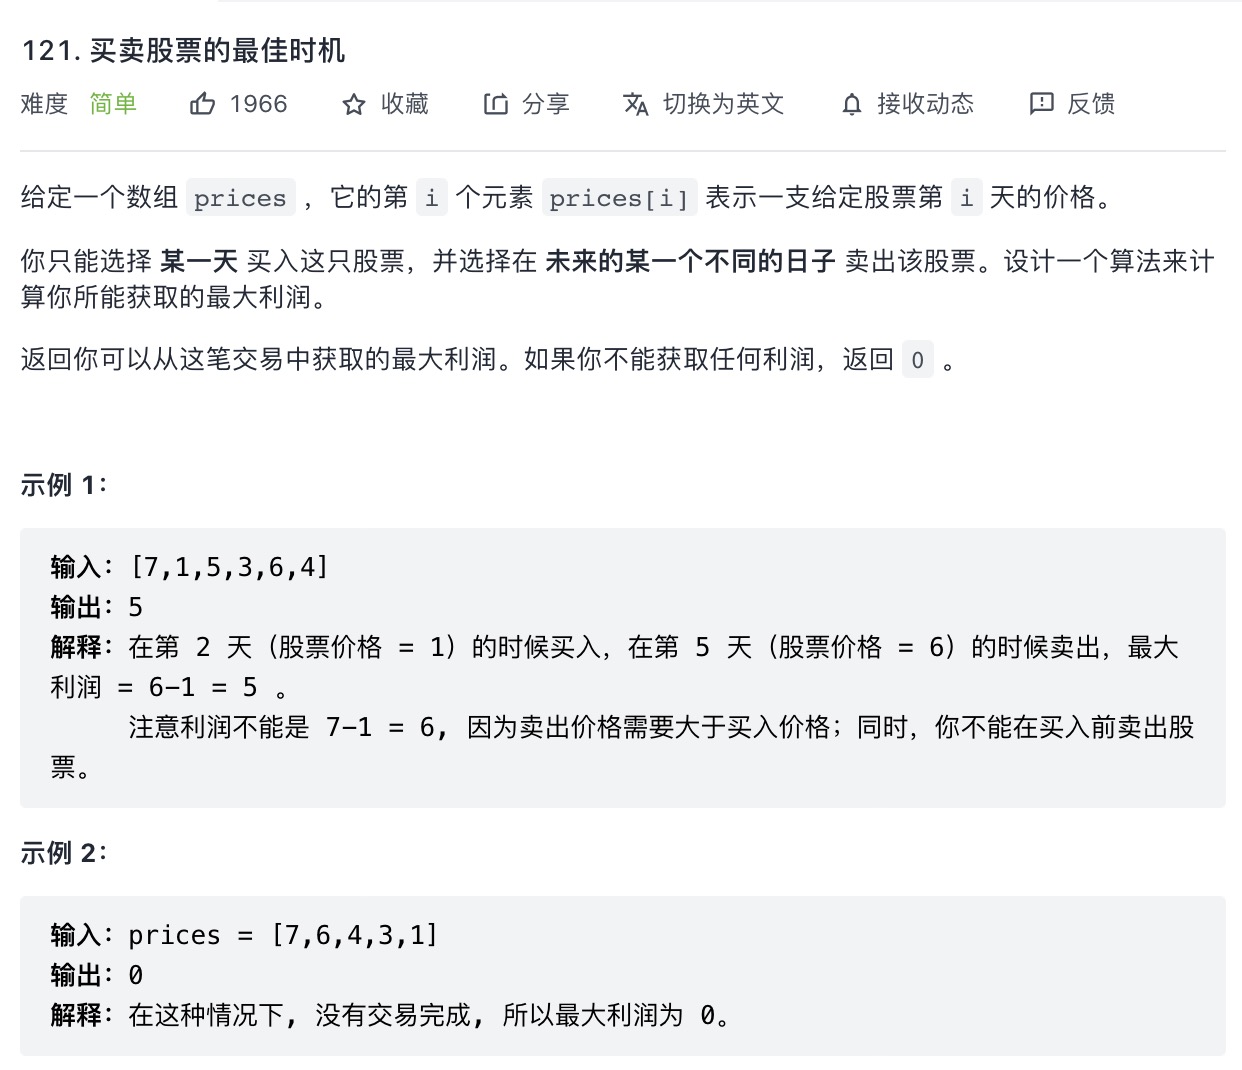 121. 买卖股票的最佳时机
难度 简单 1966 收藏 分享 切换为英文 接收动态 反馈
给定一个数组 prices ，它的第 i 个元素 prices[i] 表示一支给定股票第 i 天的价格。
你只能选择 某一天 买入这只股票，并选择在 未来的某一个不同的日子 卖出该股票。设计一个算法来计
算你所能获取的最大利润。
返回你可以从这笔交易中获取的最大利润。如果你不能获取任何利润，返回 0 。
示例 1：
输入：[7,1,5,3,6,4]
输出：5
解释：在第 2 天（股票价格 = 1）的时候买入，在第 5 天（股票价格 = 6）的时候卖出，最大
利润 = 6-1 = 5 。
注意利润不能是 7-1 = 6, 因为卖出价格需要大于买入价格；同时，你不能在买入前卖出股
票。
示例 2：
输入：prices = [7,6,4,3,1]
输出：0
解释：在这种情况下, 没有交易完成, 所以最大利润为 0。